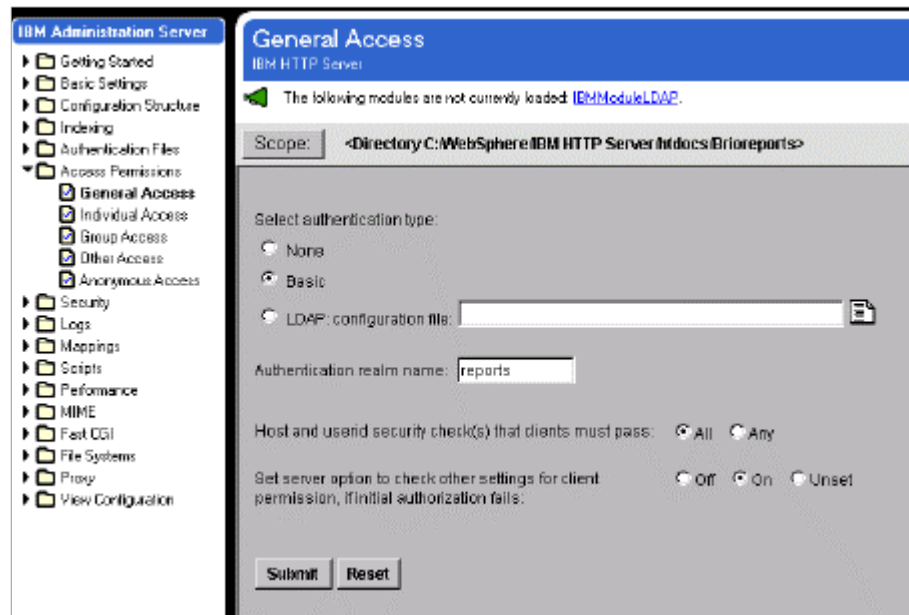 IBM Administration Server
Getting Started
Basic Settings
Configuration Structure
Indexing
Authentication Files
Access Permissions
General Access
Individual Access
Group Access
Other Access
Anonymous Access
Security
Logs
Mappings
Scripts
Performance
MIME
Fast CGI
File Systems
Proxy
View Configuration
General Access
IBM HTTP Server
The following modules are not currently loaded: IBMModuleLDAP.
Scope: <Directory C:/WebSphere/IBM HTTP Server/htdocs/Brioreports>
Select authentication type:
None
Basic
LDAP: configuration file:
Authentication realm name: reports
Host and userid security check(s) that clients must pass: All Any
Set server option to check other settings for client Off On Unset
permission, if initial authorization fails:
Submit Reset